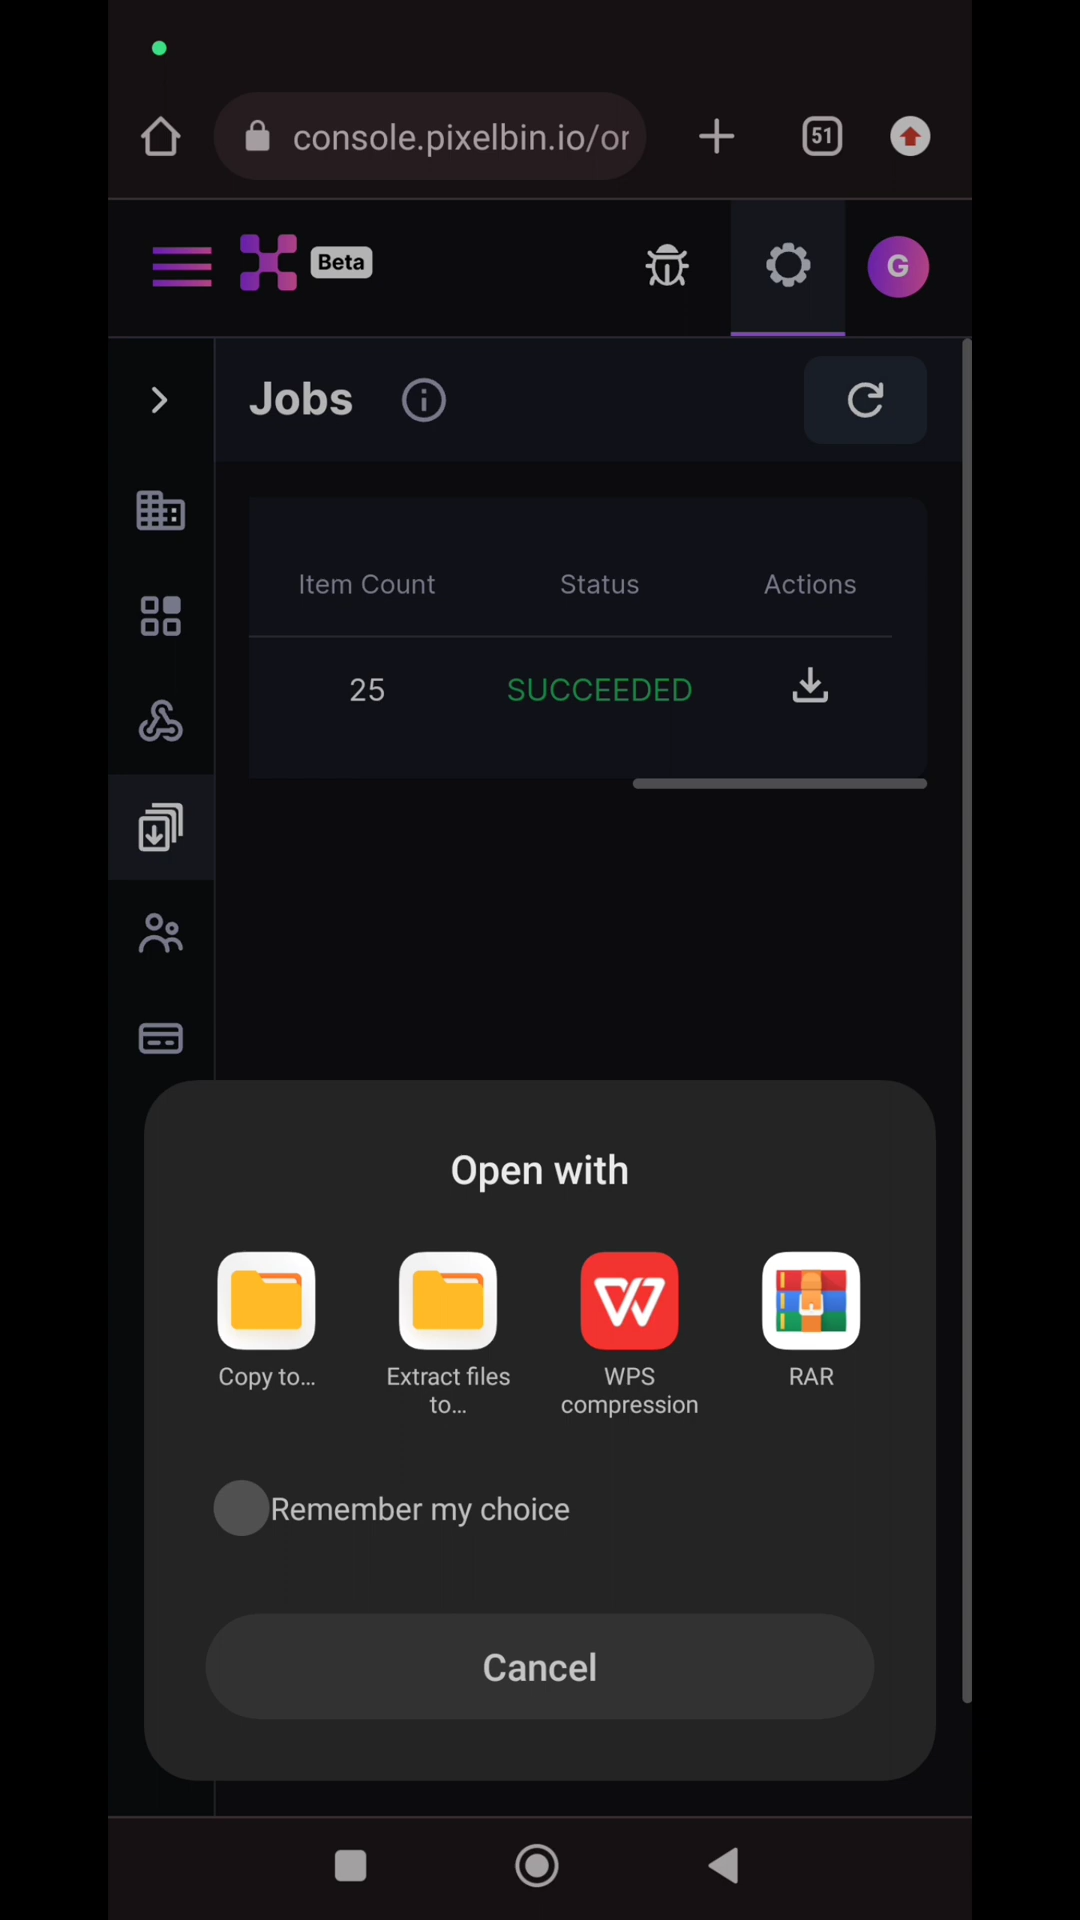 console.pixelbin.io/or
51
Beta
G
Jobs
Item Count Status Actions
25 SUCCEEDED
Open with
Copy to...
Extract files to...
WPS compression
RAR
Remember my choice
Cancel